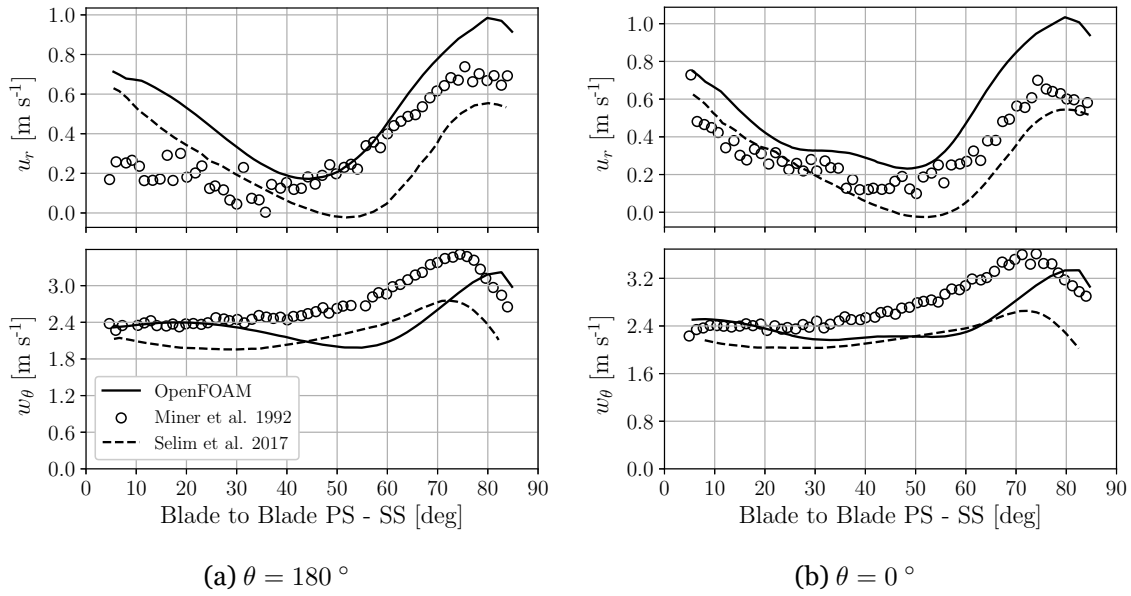 1.0
0.8
0.6
0.4
0.2
0.0
u_r [m s⁻¹]
3.0
2.4
1.8
1.2
0.6
0.0
w_θ [m s⁻¹]
OpenFOAM
Miner et al. 1992
Selim et al. 2017
0 10 20 30 40 50 60 70 80 90
Blade to Blade PS - SS [deg]
(a) θ = 180 °
1.0
0.8
0.6
0.4
0.2
0.0
u_r [m s⁻¹]
3.2
2.4
1.6
0.8
0.0
w_θ [m s⁻¹]
0 10 20 30 40 50 60 70 80 90
Blade to Blade PS - SS [deg]
(b) θ = 0 °